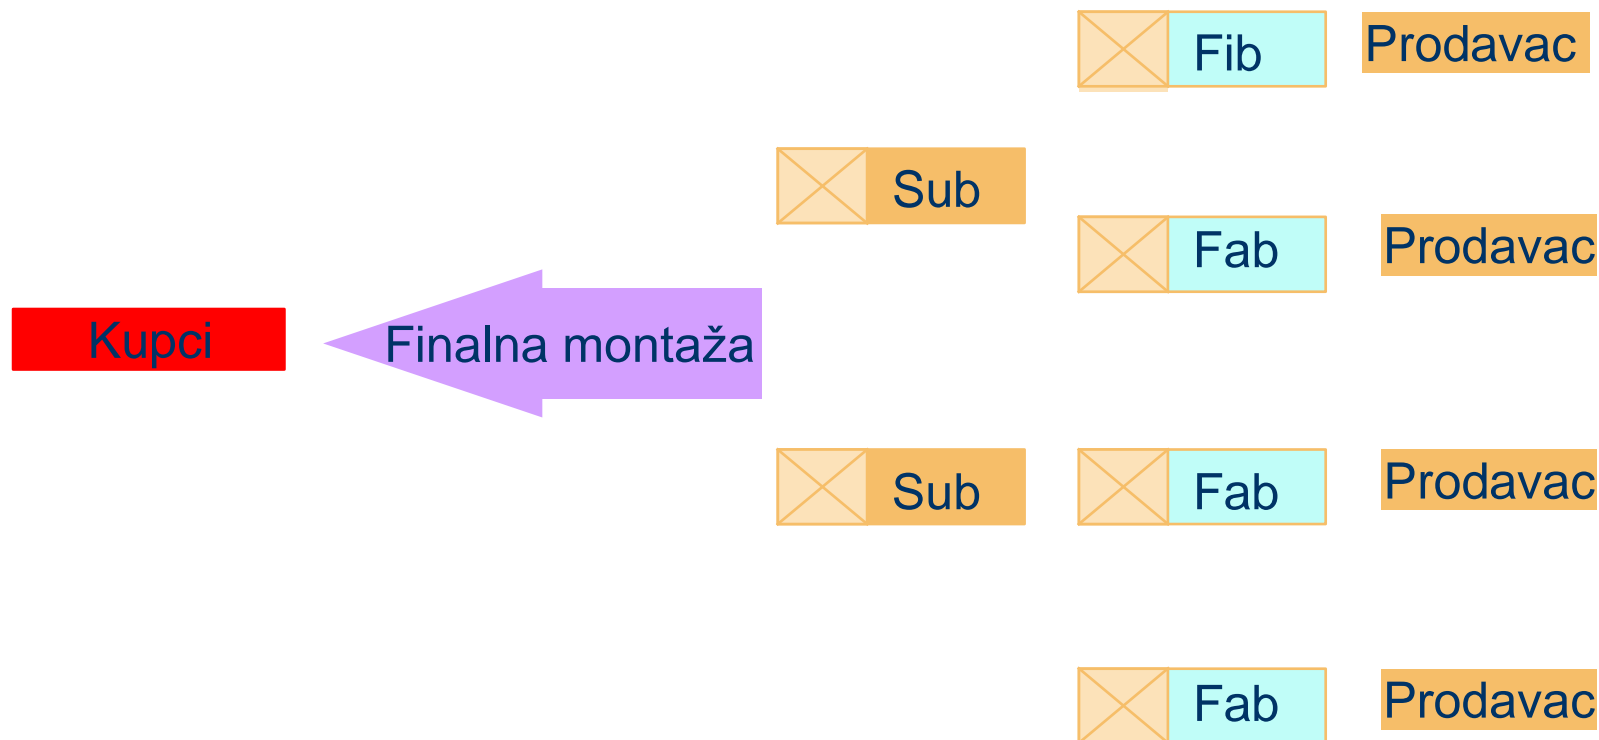 Fib
Prodavac
Sub
Fab
Prodavac
Kupci
Finalna montaža
Sub
Fab
Prodavac
Fab
Prodavac